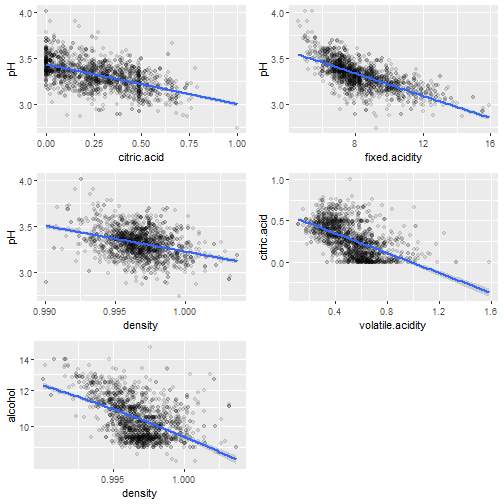 4.0
3.5
3.0
pH
0.00 0.25 0.50 0.75 1.00
citric.acid
4.0
3.5
3.0
pH
8 12 16
fixed.acidity
4.0
3.5
3.0
pH
0.990 0.995 1.000
density
1.0
0.5
0.0
citric.acid
0.4 0.8 1.2 1.6
volatile.acidity
14
12
10
alcohol
0.995 1.000
density